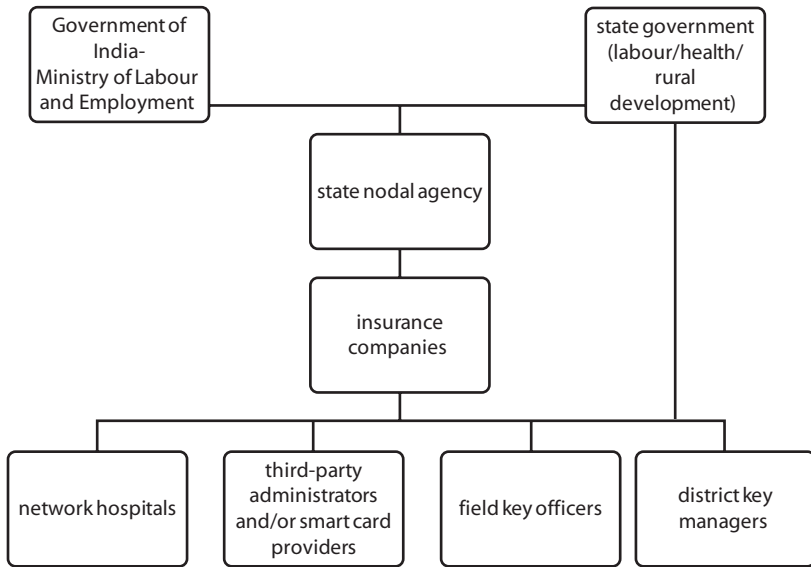 Government of
India-
Ministry of Labour
and Employment
state government
(labour/health/
rural
development)
state nodal agency
insurance
companies
network hospitals
third-party
administrators
and/or smart card
providers
field key officers
district key
managers